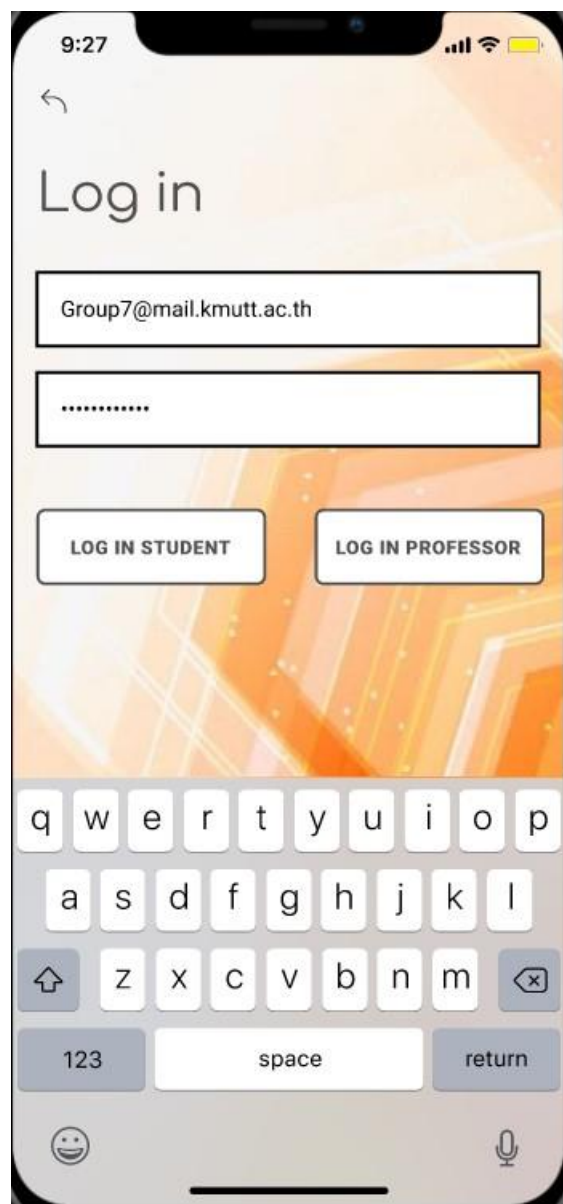 9:27
Log in
Group7@mail.kmutt.ac.th
••••••••••••
LOG IN STUDENT LOG IN PROFESSOR
q w e r t y u i o p
a s d f g h j k l
z x c v b n m
123 space return